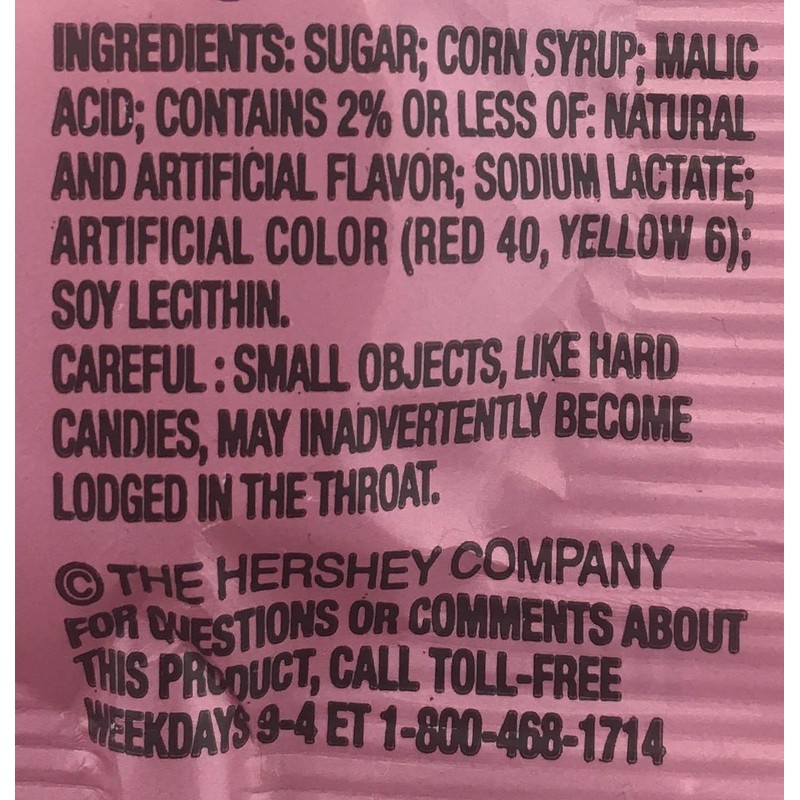 INGREDIENTS: SUGAR; CORN SYRUP; MALIC
ACID; CONTAINS 2% OR LESS OF: NATURAL
AND ARTIFICIAL FLAVOR; SODIUM LACTATE;
ARTIFICIAL COLOR (RED 40, YELLOW 6);
SOY LECITHIN.
CAREFUL : SMALL OBJECTS, LIKE HARD
CANDIES, MAY INADVERTENTLY BECOME
LODGED IN THE THROAT.
© THE HERSHEY COMPANY
FOR QUESTIONS OR COMMENTS ABOUT
THIS PRODUCT, CALL TOLL-FREE
WEEKDAYS 9-4 ET 1-800-468-1714